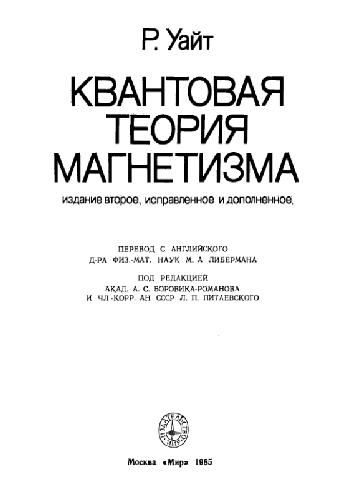 Р. Уайт
КВАНТОВАЯ
ТЕОРИЯ
МАГНЕТИЗМА
издание второе, исправленное и дополненное,
ПЕРЕВОД С АНГЛИЙСКОГО
Д-РА ФИЗ.-МАТ. НАУК М. А. ЛИБЕРМАНА
ПОД РЕДАКЦИЕЙ
АКАД. А. С. БОРОВИКА-РОМАНОВА
И ЧЛ.-КОРР. АН СССР Л. П. ПИТАЕВСКОГО
Москва «Мир» 1985